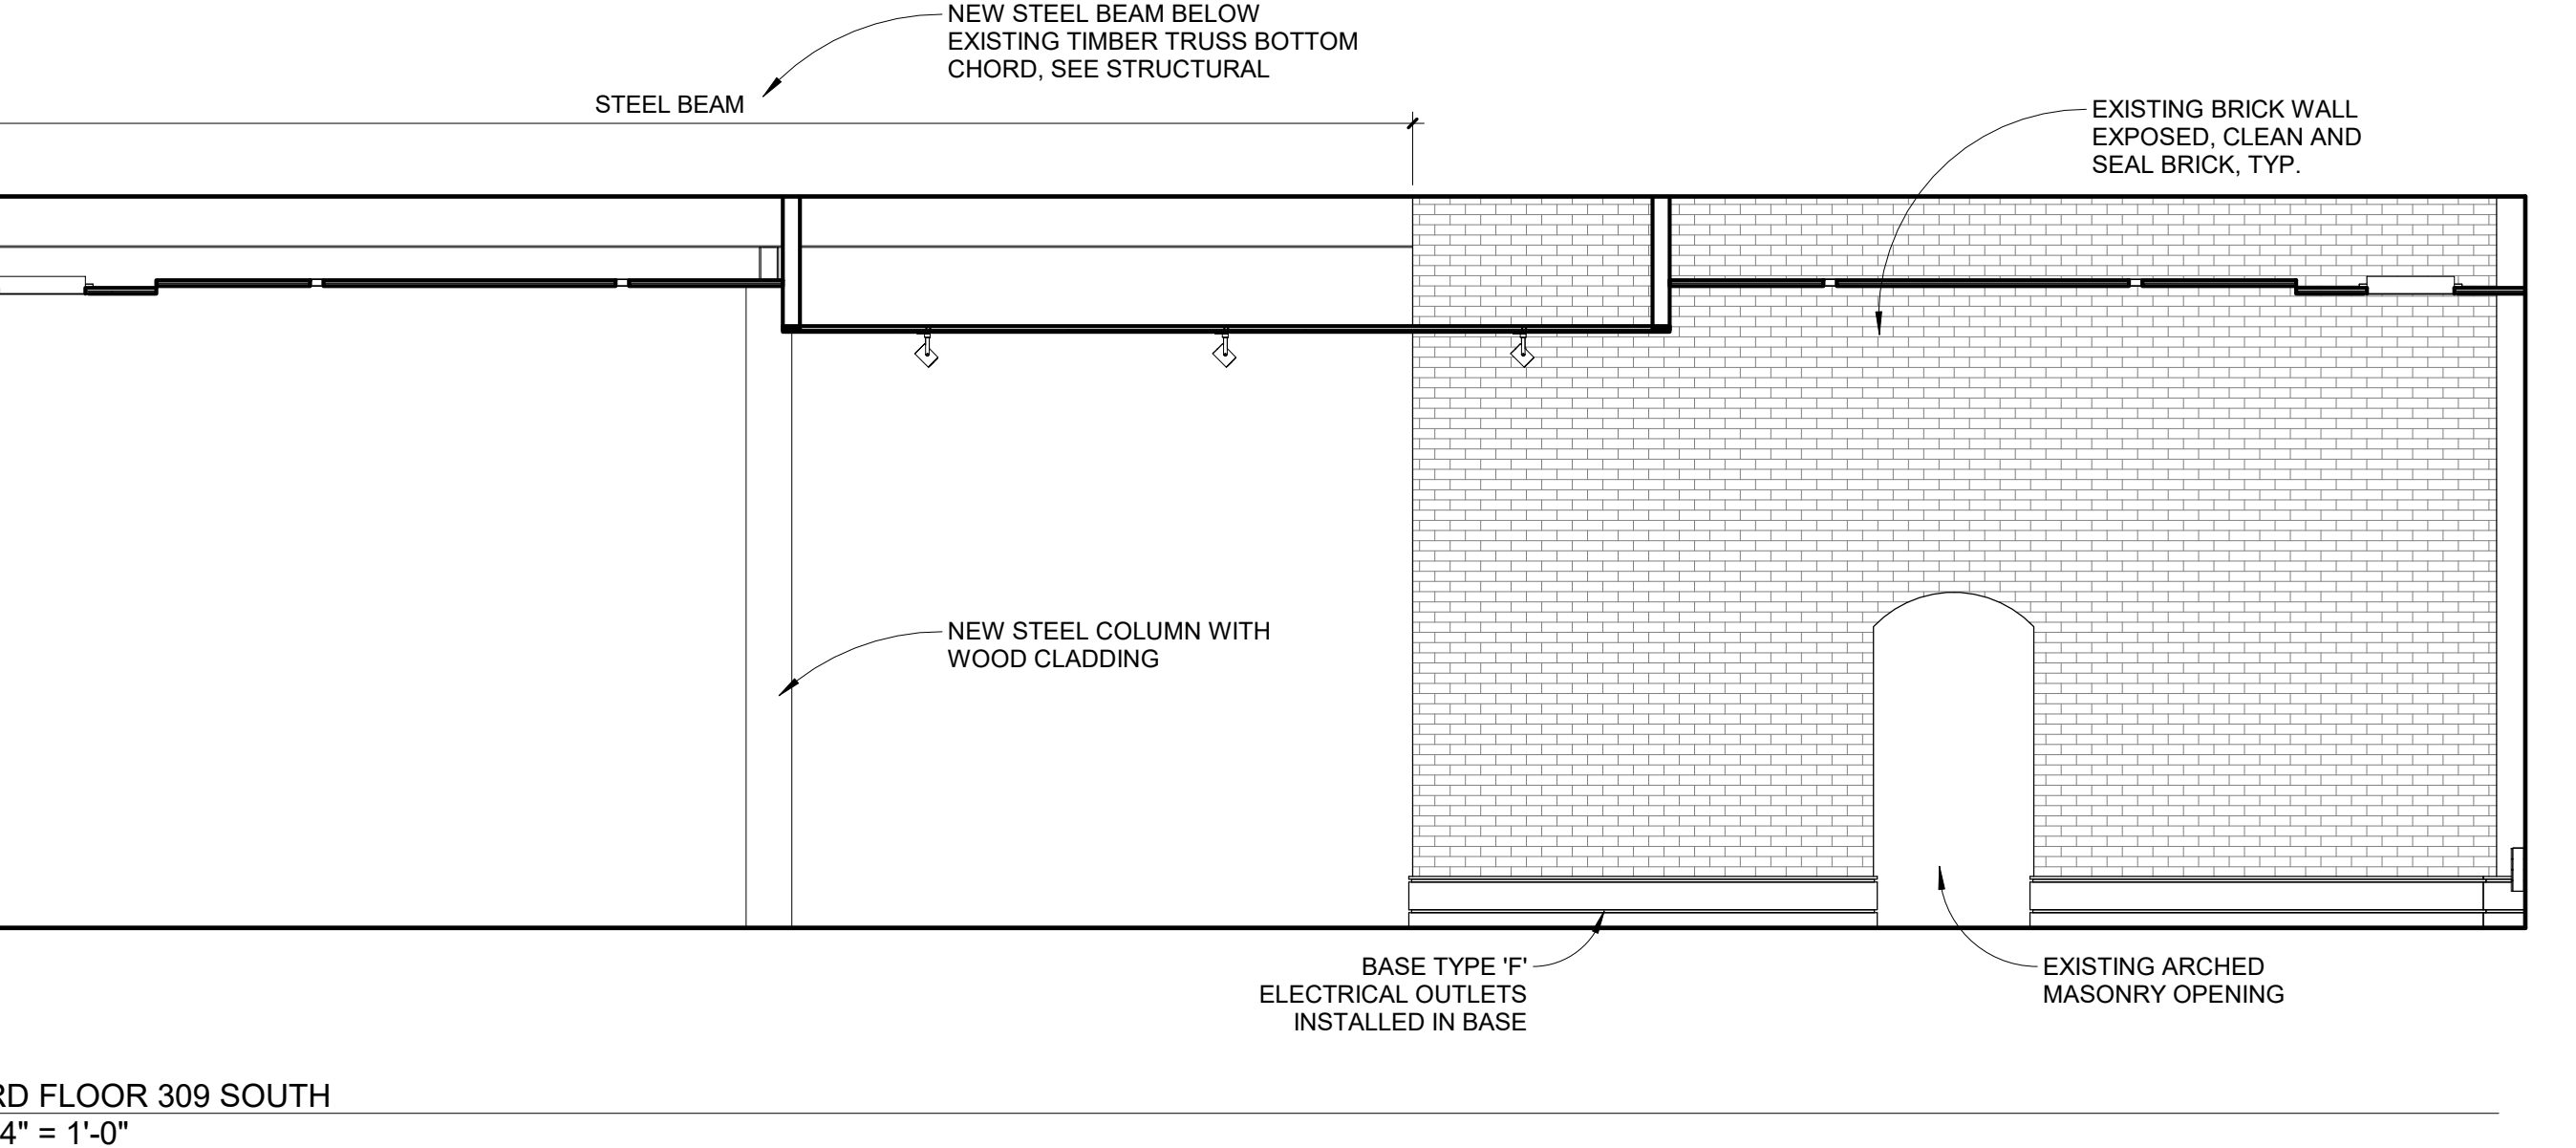 NEW STEEL BEAM BELOW
EXISTING TIMBER TRUSS BOTTOM
CHORD, SEE STRUCTURAL
STEEL BEAM
EXISTING BRICK WALL
EXPOSED, CLEAN AND
SEAL BRICK, TYP.
NEW STEEL COLUMN WITH
WOOD CLADDING
BASE TYPE 'F'
ELECTRICAL OUTLETS
INSTALLED IN BASE
EXISTING ARCHED
MASONRY OPENING
RD FLOOR 309 SOUTH
4" = 1'-0"